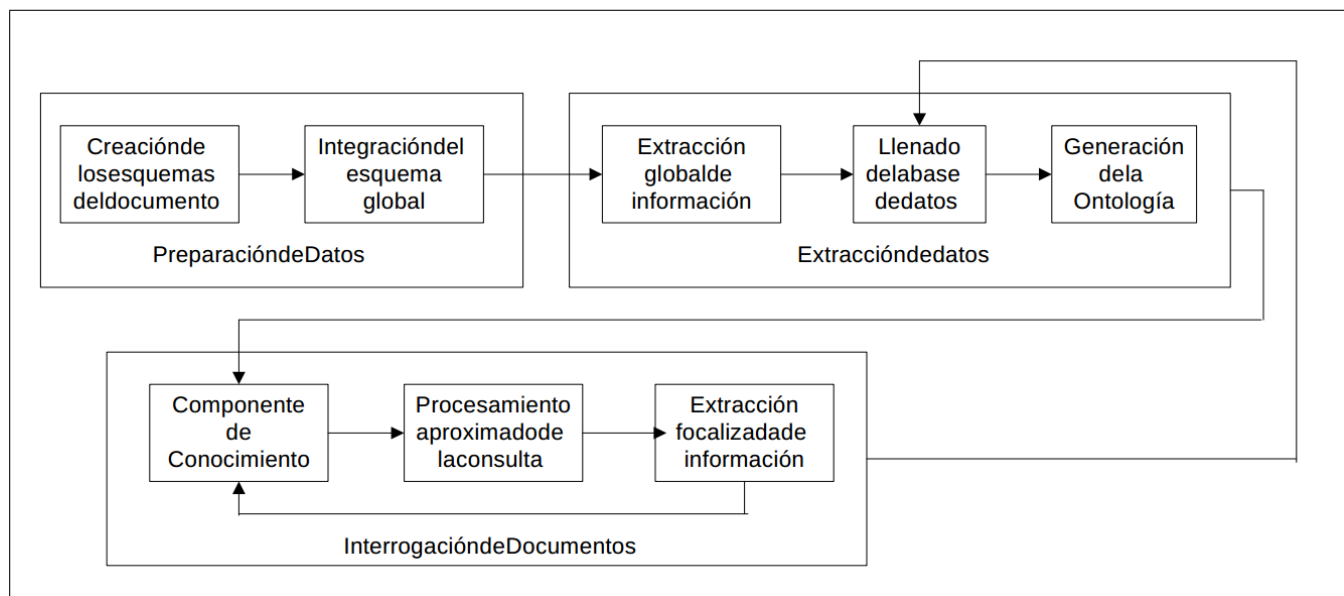 Creaciónde
losesquemas
deldocumento
Integracióndel
esquema
global
PreparacióndeDatos
Extracción
globalde
información
Llenado
delabase
dedatos
Generación
dela
Ontología
Extraccióndedatos
Componente
de
Conocimiento
Procesamiento
aproximadode
laconsulta
Extracción
focalizadade
información
InterrogacióndeDocumentos